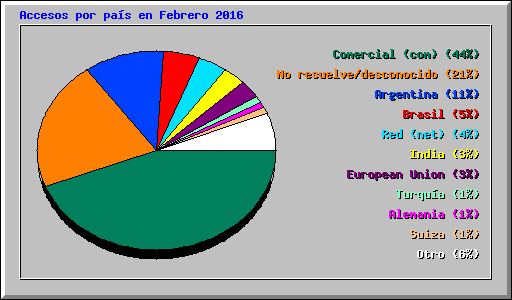 Accesos por país en Febrero 2016
Comercial (com) (44%)
No resuelve/desconocido (21%)
Argentina (11%)
Brasil (5%)
Red (net) (4%)
India (3%)
European Union (3%)
Turquía (1%)
Alemania (1%)
Suiza (1%)
Otro (6%)